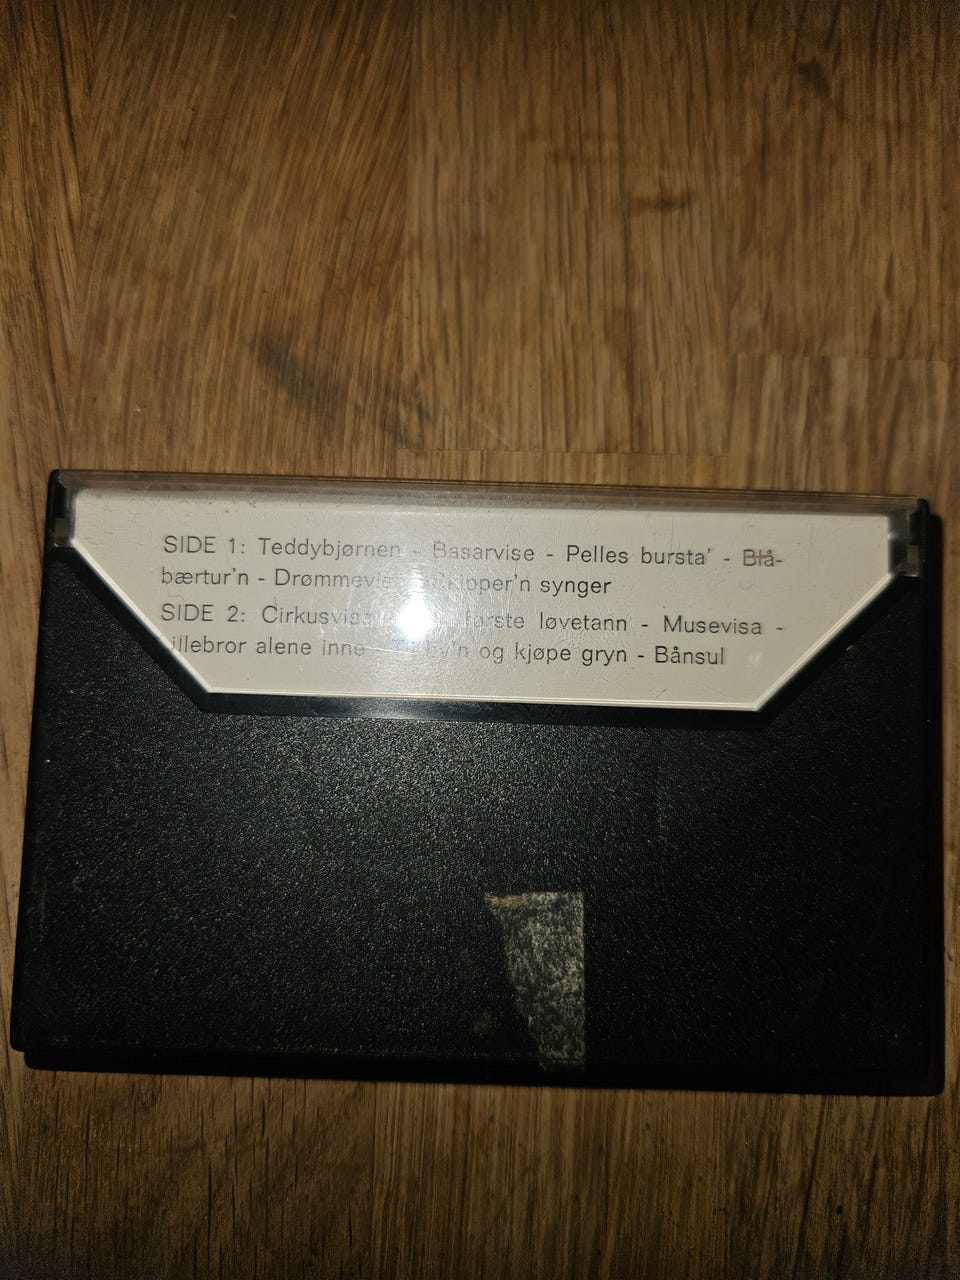 SIDE 1: Teddybjørnen - Basarvise - Pelles bursta' - Blå-
bærtur'n - synger
SIDE 2: Cirkusvisa første løvetann - Musevisa -
Lillebror alene inne - og kjøpe gryn - Bånsul